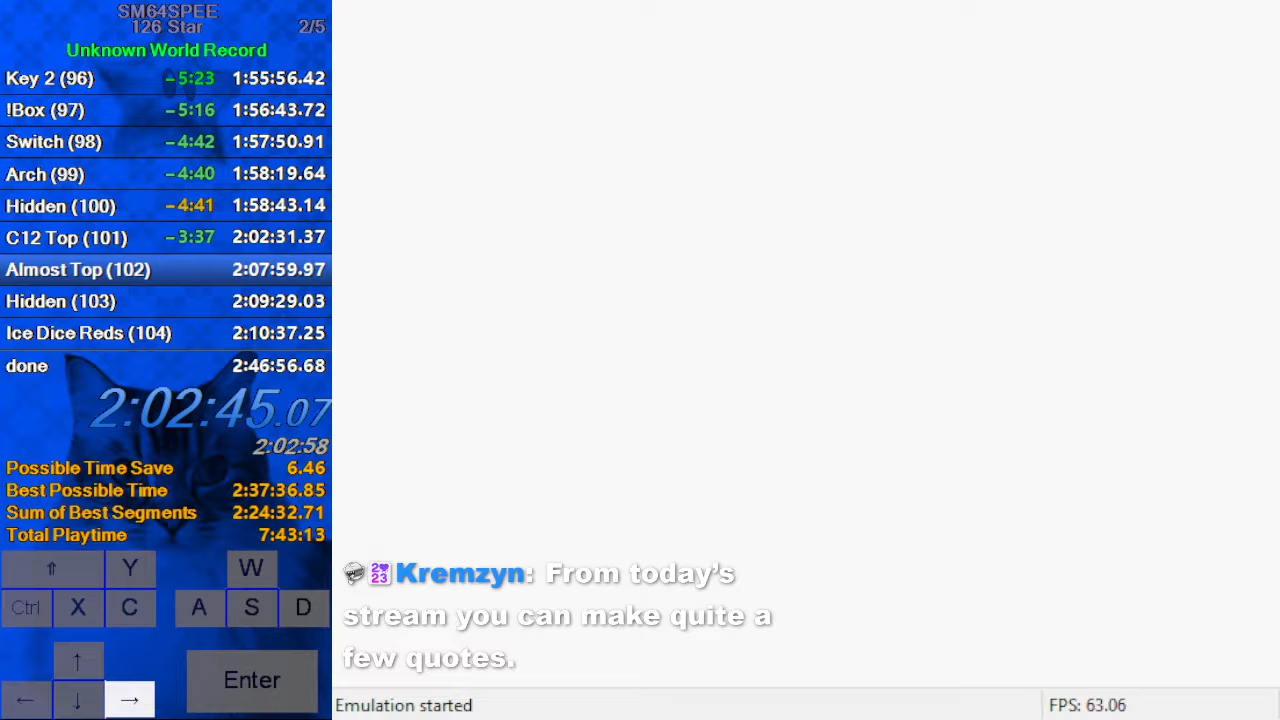 SM64SPEE
126 Star 2/5
Unknown World Record
Key 2 (96) -5:23 1:55:56.42
!Box (97) -5:16 1:56:43.72
Switch (98) -4:42 1:57:50.91
Arch (99) -4:40 1:58:19.64
Hidden (100) -4:41 1:58:43.14
C12 Top (101) -3:37 2:02:31.37
Almost Top (102) 2:07:59.97
Hidden (103) 2:09:29.03
Ice Dice Reds (104) 2:10:37.25
done 2:46:56.68
2:02:45.07
2:02:58
Possible Time Save 6.46
Best Possible Time 2:37:36.85
Sum of Best Segments 2:24:32.71
Total Playtime 7:43:13
⇑ Y W
Ctrl X C A S D
↑
← ↓ → Enter
2♥23 Kremzyn: From today's
stream you can make quite a
few quotes.
Emulation started FPS: 63.06